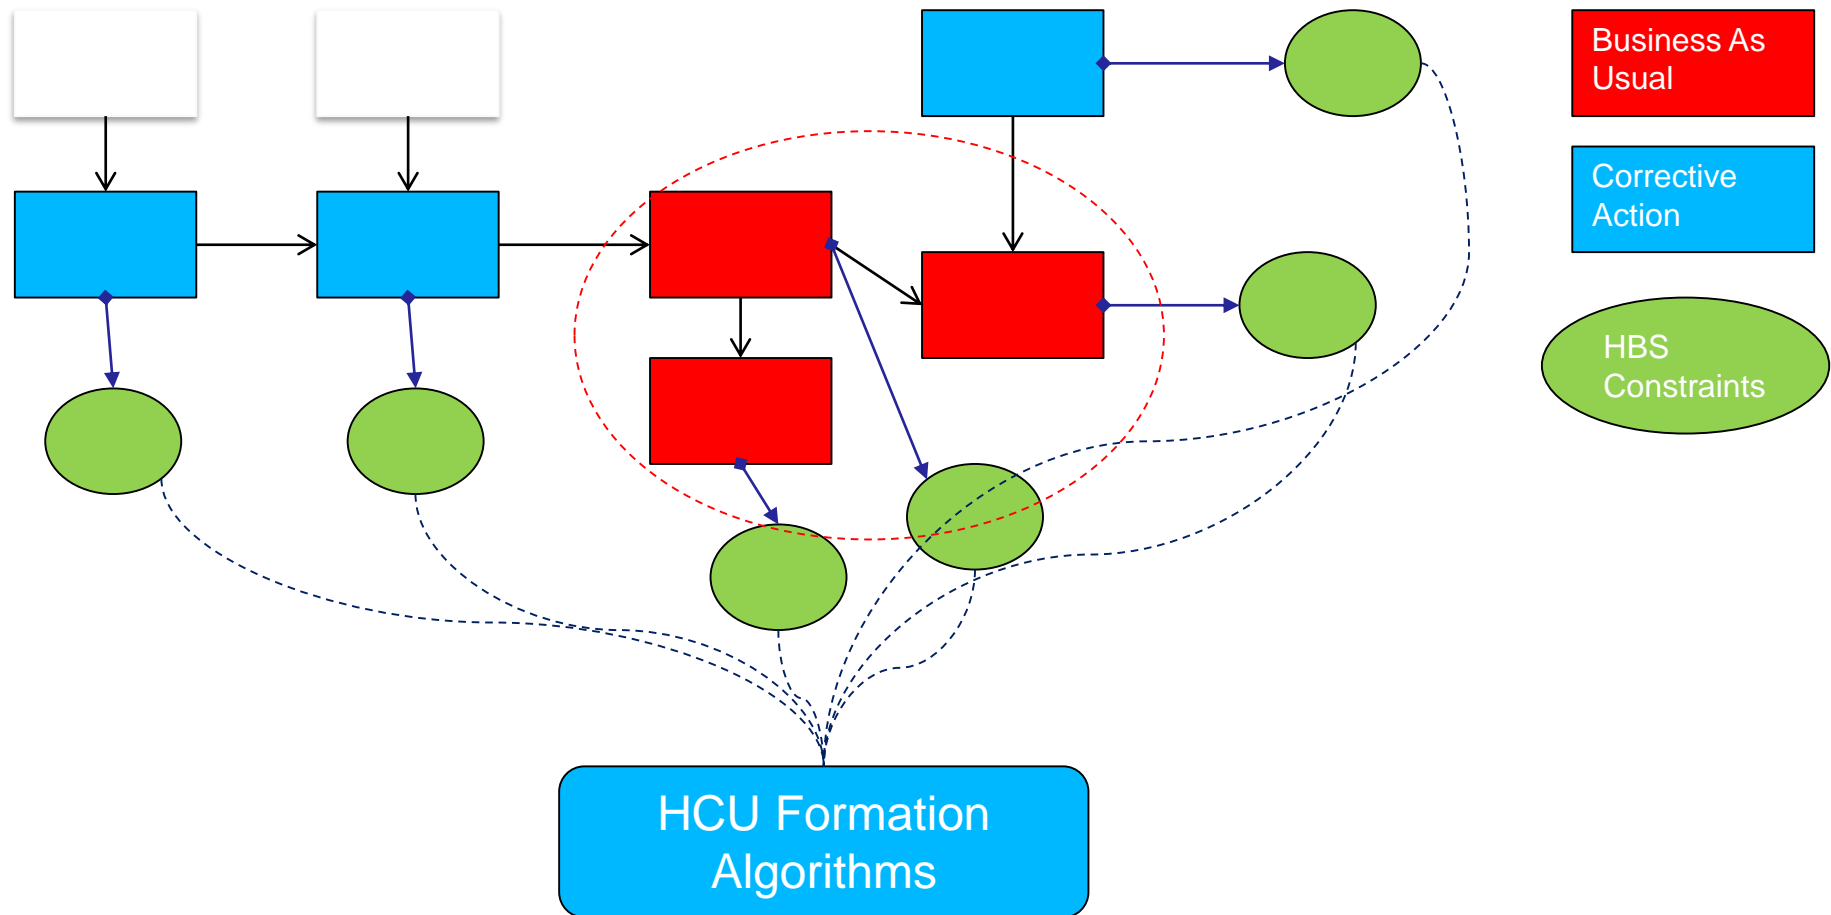 Business As
Usual
Corrective
Action
HBS
Constraints
HCU Formation
Algorithms